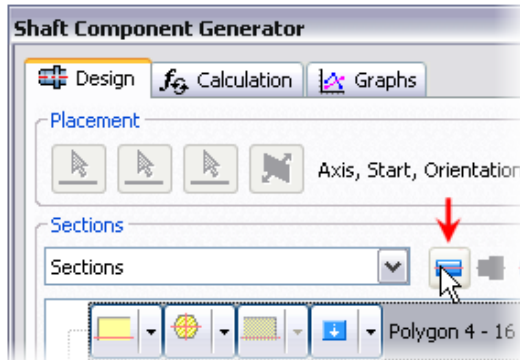 Shaft Component Generator
Design
Calculation
Graphs
Placement
Axis, Start, Orientation
Sections
Sections
Polygon 4 - 16